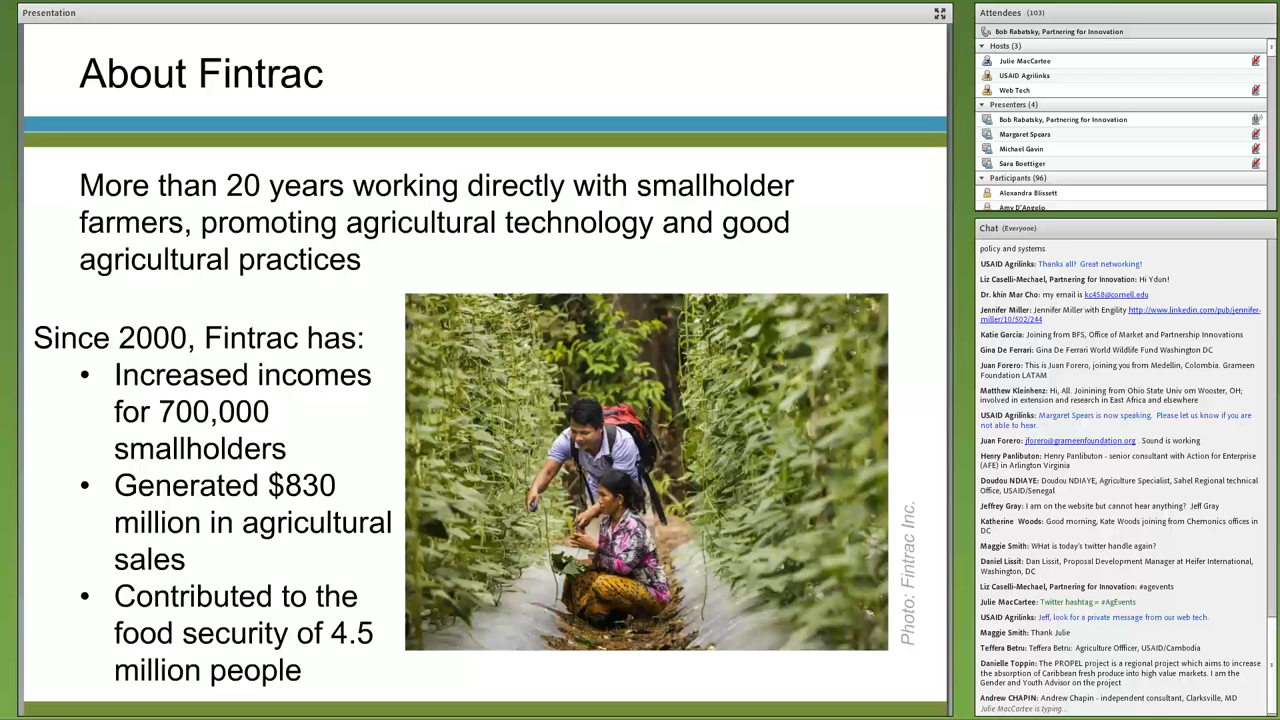 Presentation
About Fintrac
More than 20 years working directly with smallholder
farmers, promoting agricultural technology and good
agricultural practices
Since 2000, Fintrac has:
• Increased incomes
for 700,000
smallholders
• Generated $830
million in agricultural
sales
• Contributed to the
food security of 4.5
million people
Photo: Fintrac Inc.
Attendees (103)
Bob Rabatsky, Partnering for Innovation
Hosts (3)
Julie MacCartee
USAID Agrilinks
Web Tech
Presenters (4)
Bob Rabatsky, Partnering for Innovation
Margaret Spears
Michael Gavin
Sara Boettiger
Participants (96)
Alexandra Blissett
Amy D'Angelo
Chat (Everyone)
policy and systems.
USAID Agrilinks: Thanks all! Great networking!
Liz Caselli-Mechael, Partnering for Innovation: Hi Ydun!
Dr. khin Mar Cho: my email is kc458@cornell.edu
Jennifer Miller: Jennifer Miller with Engility http://www.linkedin.com/pub/jennifer-
miller/10/502/244
Katie Garcia: Joining from BFS, Office of Market and Partnership Innovations
Gina De Ferrari: Gina De Ferrari World Wildlife Fund Washington DC
Juan Forero: This is Juan Forero, joining you from Medellin, Colombia. Grameen
Foundation LATAM
Matthew Kleinhenz: Hi, All. Joinining from Ohio State Univ om Wooster, OH;
involved in extension and research in East Africa and elsewhere
USAID Agrilinks: Margaret Spears is now speaking. Please let us know if you are
not able to hear.
Juan Forero: jforero@grameenfoundation.org . Sound is working
Henry Panlibuton: Henry Panlibuton - senior consultant with Action for Enterprise
(AFE) in Arlington Virginia
Doudou NDIAYE: Doudou NDIAYE, Agriculture Specialist, Sahel Regional technical
Office, USAID/Senegal
Jeffrey Gray: I am on the website but cannot hear anything? Jeff Gray
Katherine Woods: Good morning, Kate Woods joining from Chemonics offices in
DC
Maggie Smith: WHat is today's twitter handle again?
Daniel Lissit: Dan Lissit, Proposal Development Manager at Heifer International,
Washington, DC
Liz Caselli-Mechael, Partnering for Innovation: #agevents
Julie MacCartee: Twitter hashtag = #AgEvents
USAID Agrilinks: Jeff, look for a private message from our web tech.
Maggie Smith: Thank Julie
Teffera Betru: Teffera Betru: Agriculture Offficer, USAID/Cambodia
Danielle Toppin: The PROPEL project is a regional project which aims to increase
the absorption of Caribbean fresh produce into high value markets. I am the
Gender and Youth Advisor on the project
Andrew CHAPIN: Andrew Chapin - independent consultant, Clarksville, MD
Julie MacCartee is typing...